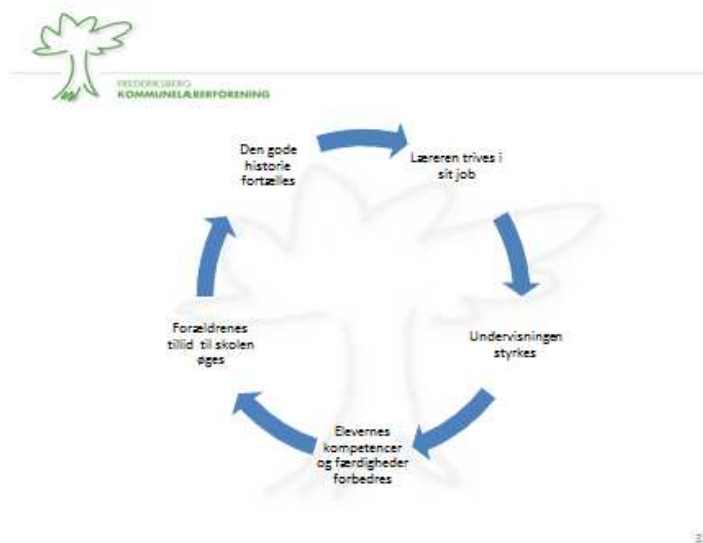 FREDERIKSBERG
KOMMUNELÆRERFORENING
Den gode
historie
fortælles
Læreren trives i
sit job
Undervisningen
styrkes
Elevernes
kompetencer
og færdigheder
forbedres
Forældrenes
tillid til skolen
øges
3